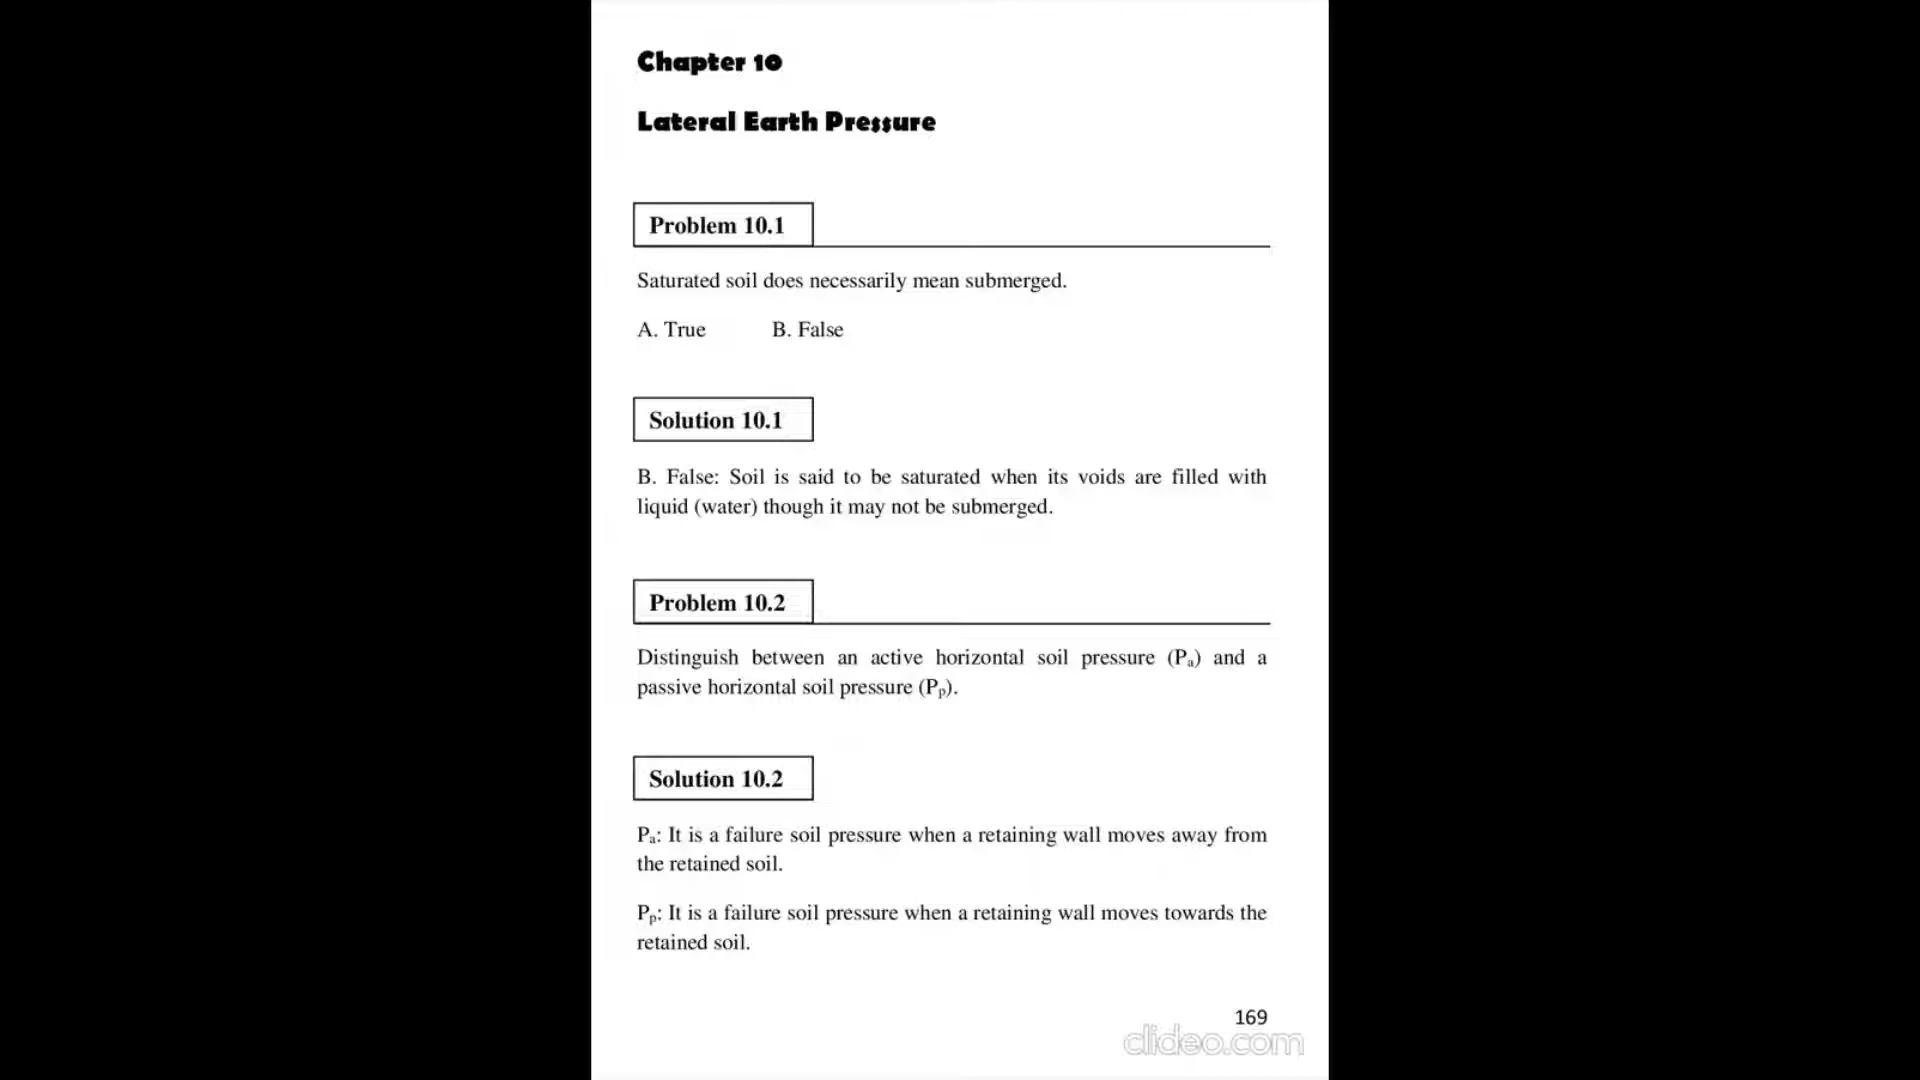 Chapter 10
Lateral Earth Pressure
Problem 10.1
Saturated soil does necessarily mean submerged.
A. True B. False
Solution 10.1
B. False: Soil is said to be saturated when its voids are filled with
liquid (water) though it may not be submerged.
Problem 10.2
Distinguish between an active horizontal soil pressure (Pₐ) and a
passive horizontal soil pressure (Pₚ).
Solution 10.2
Pₐ: It is a failure soil pressure when a retaining wall moves away from
the retained soil.
Pₚ: It is a failure soil pressure when a retaining wall moves towards the
retained soil.
169
clideo.com